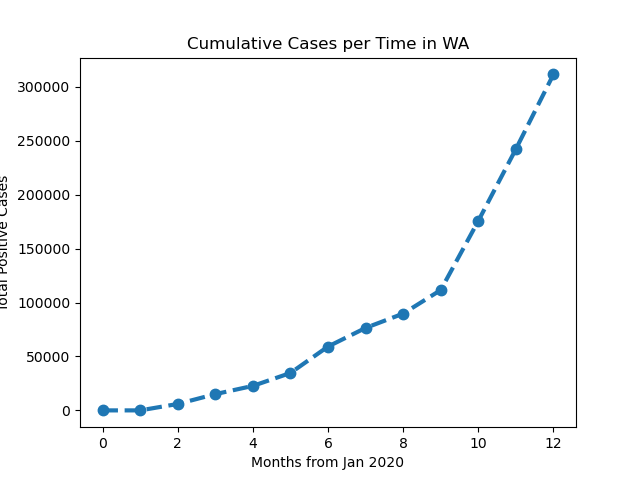 Cumulative Cases per Time in WA
300000
250000
200000
150000
100000
50000
0
Total Positive Cases
0 2 4 6 8 10 12
Months from Jan 2020